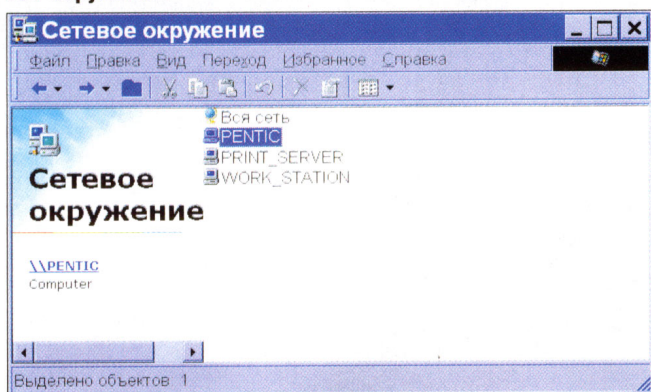 Сетевое окружение
Файл Правка Вид Переход Избранное Справка
Вся сеть
PENTIC
PRINT_SERVER
WORK_STATION
Сетевое
окружение
\\PENTIC
Computer
Выделено объектов 1